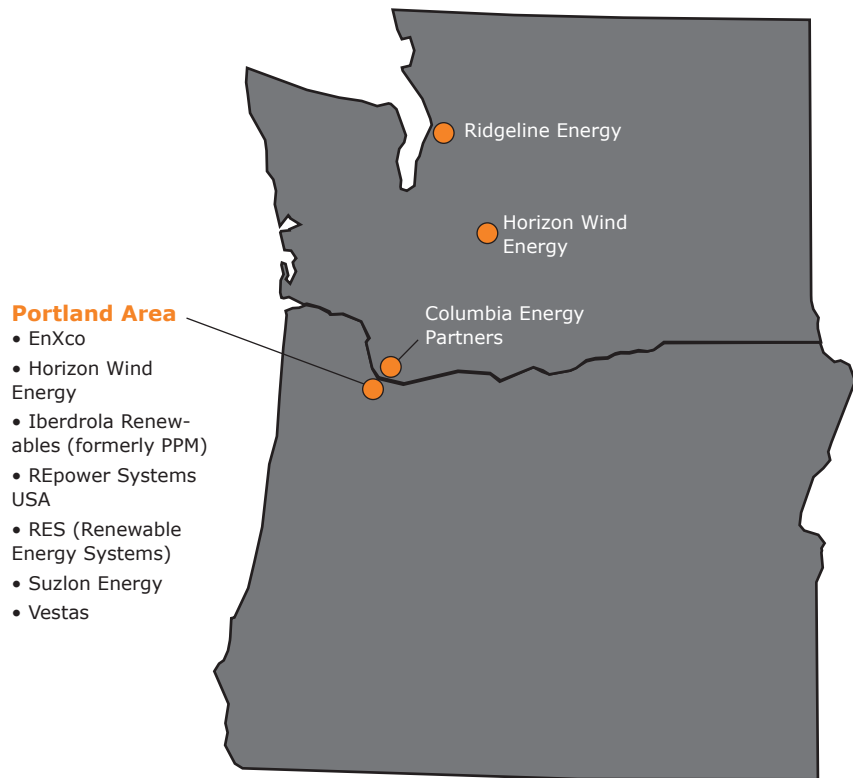 Ridgeline Energy
Horizon Wind
Energy
Columbia Energy
Partners
Portland Area
• EnXco
• Horizon Wind
Energy
• Iberdrola Renew-
ables (formerly PPM)
• REpower Systems
USA
• RES (Renewable
Energy Systems)
• Suzlon Energy
• Vestas